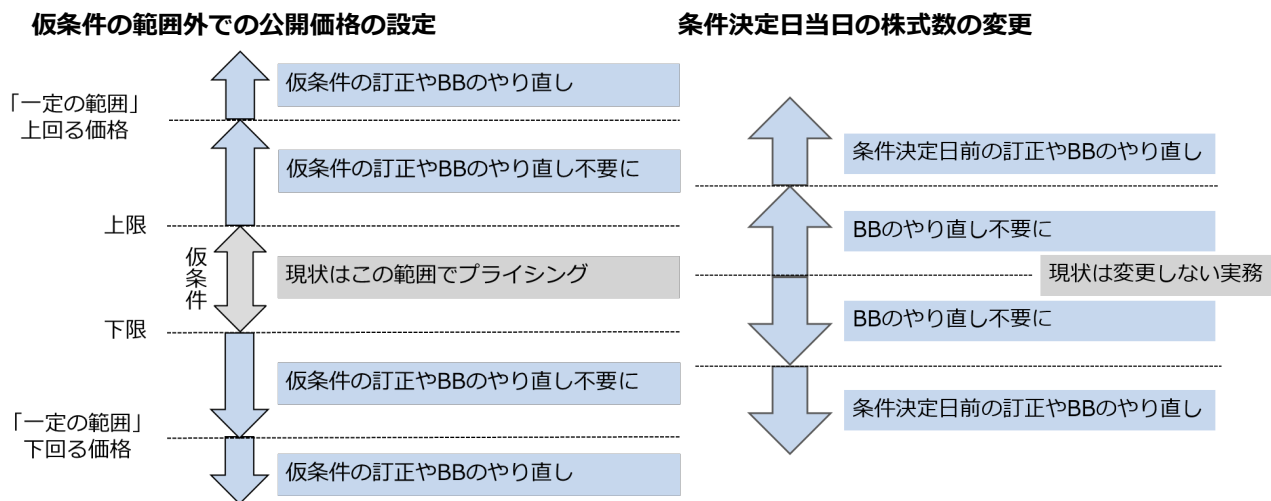 仮条件の範囲外での公開価格の設定
「一定の範囲」
上回る価格
仮条件の訂正やBBのやり直し
仮条件の訂正やBBのやり直し不要に
上限
仮条件
現状はこの範囲でプライシング
下限
仮条件の訂正やBBのやり直し不要に
「一定の範囲」
下回る価格
仮条件の訂正やBBのやり直し
条件決定日当日の株式数の変更
条件決定日前の訂正やBBのやり直し
BBのやり直し不要に
現状は変更しない実務
BBのやり直し不要に
条件決定日前の訂正やBBのやり直し